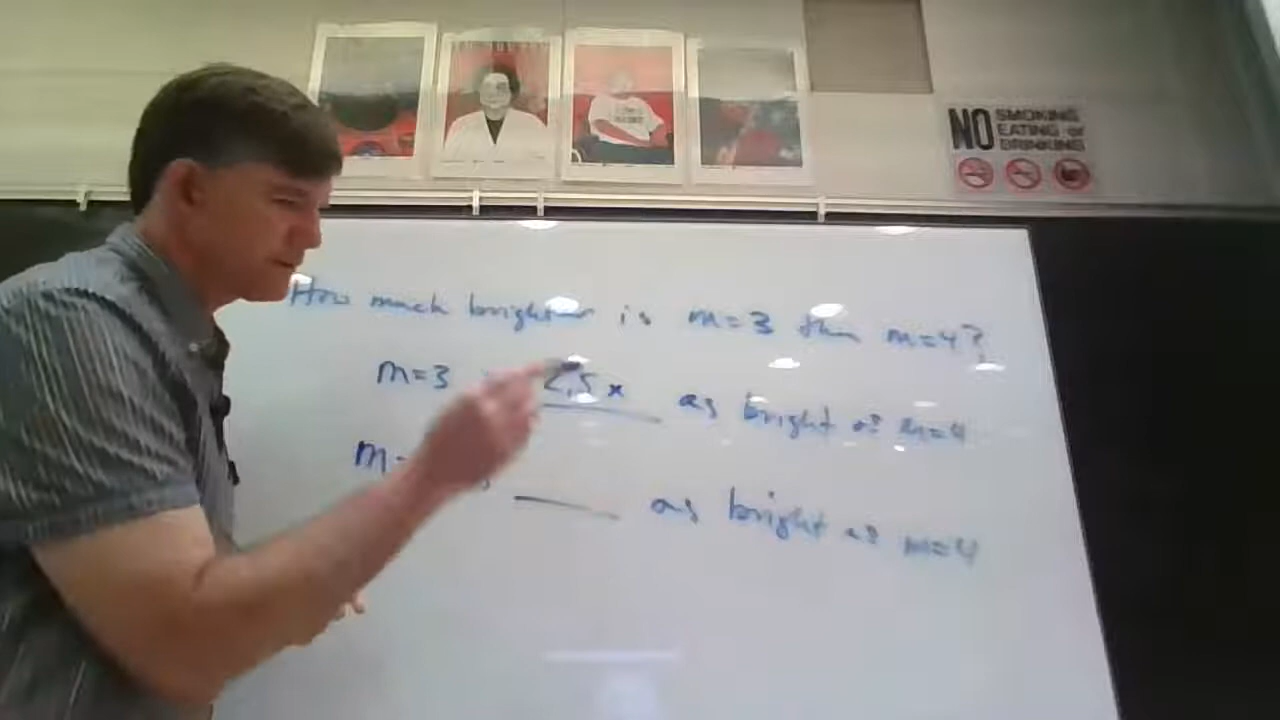 NO SMOKING
EATING or
DRINKING
How much brighter is m=3 than m=4?
m=3 2.5x as bright as m=4
m= as bright as m=4